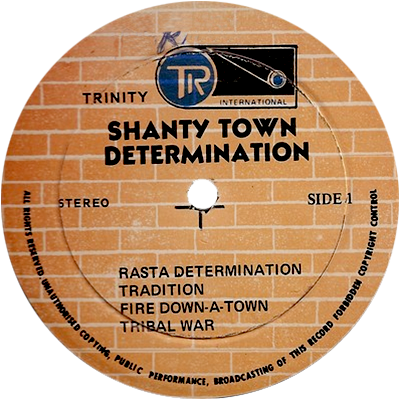 TR
TRINITY
INTERNATIONAL
SHANTY TOWN
DETERMINATION
STEREO
SIDE 1
RASTA DETERMINATION
TRADITION
FIRE DOWN-A-TOWN
TRIBAL WAR
ALL RIGHTS RESERVED UNAUTHORISED COPYING, PUBLIC PERFORMANCE, BROADCASTING OF THIS RECORD FORBIDDEN COPYRIGHT CONTROL